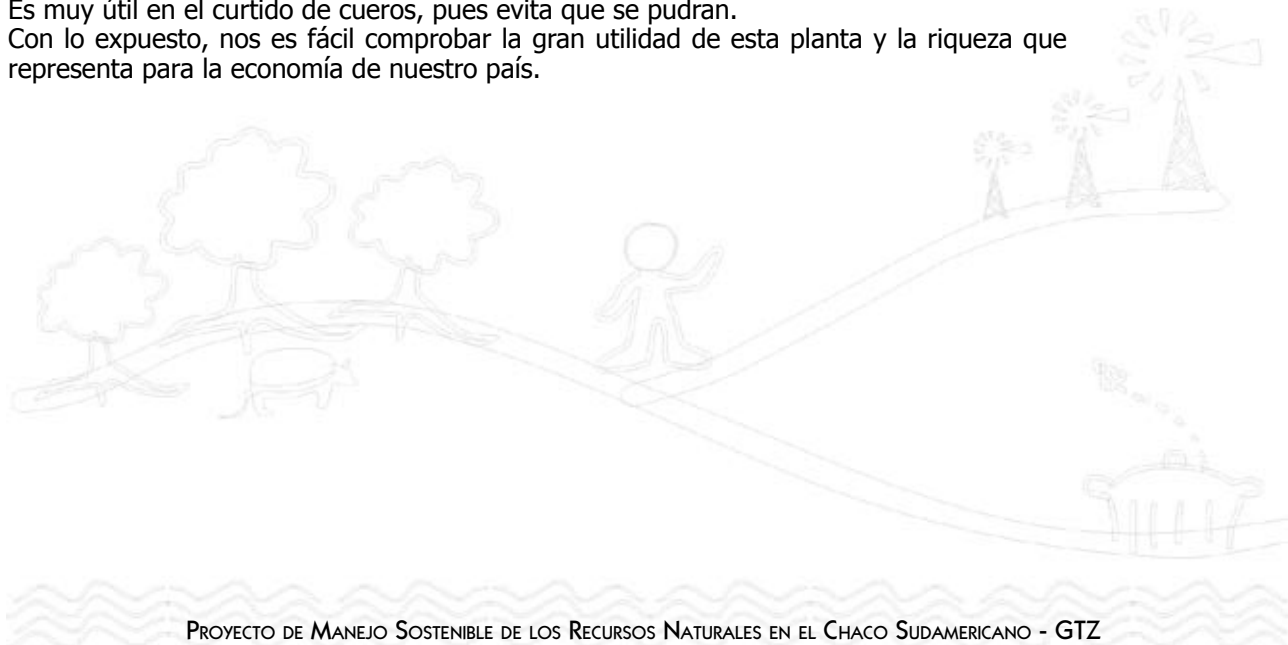 Es muy útil en el curtido de cueros, pues evita que se pudran.
Con lo expuesto, nos es fácil comprobar la gran utilidad de esta planta y la riqueza que
representa para la economía de nuestro país.
PROYECTO DE MANEJO SOSTENIBLE DE LOS RECURSOS NATURALES EN EL CHACO SUDAMERICANO - GTZ